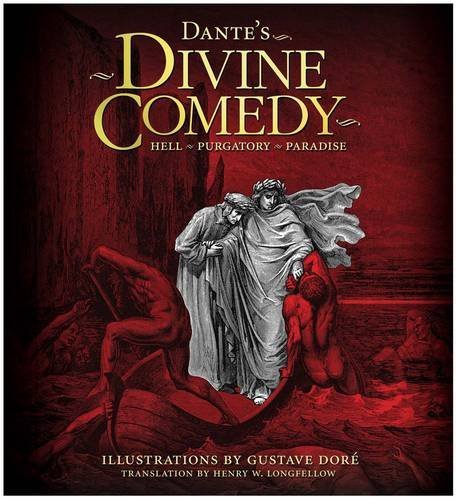 DANTE'S
DIVINE
COMEDY
HELL ~ PURGATORY ~ PARADISE
ILLUSTRATIONS BY GUSTAVE DORÉ
TRANSLATION BY HENRY W. LONGFELLOW